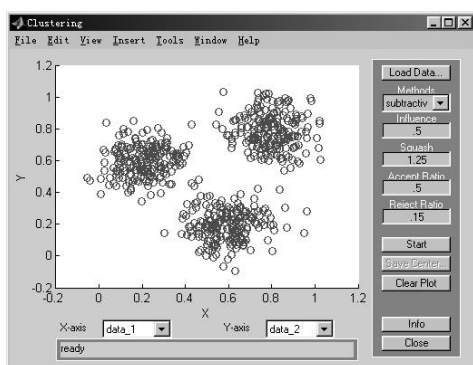 Clustering
File Edit View Insert Tools Window Help
Load Data...
Methods
subtractiv
Influence
.5
Squash
1.25
Accept Ratio
.5
Reject Ratio
.15
Start
Save Center...
Clear Plot
Info
Close
1.2
1
0.8
0.6
0.4
0.2
0
-0.2
Y
-0.2 0 0.2 0.4 0.6 0.8 1 1.2
X
X-axis data_1 Y-axis data_2
ready